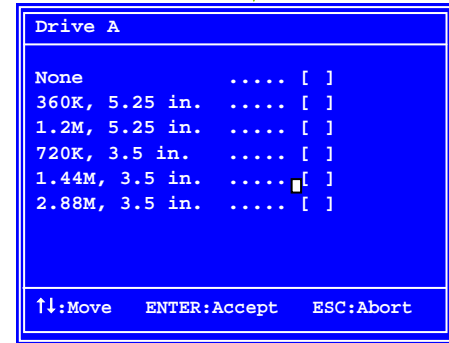 Drive A
None ..... [ ]
360K, 5.25 in. ..... [ ]
1.2M, 5.25 in. ..... [ ]
720K, 3.5 in. ..... [ ]
1.44M, 3.5 in. ..... [ ]
2.88M, 3.5 in. ..... [ ]
↑↓:Move ENTER:Accept ESC:Abort